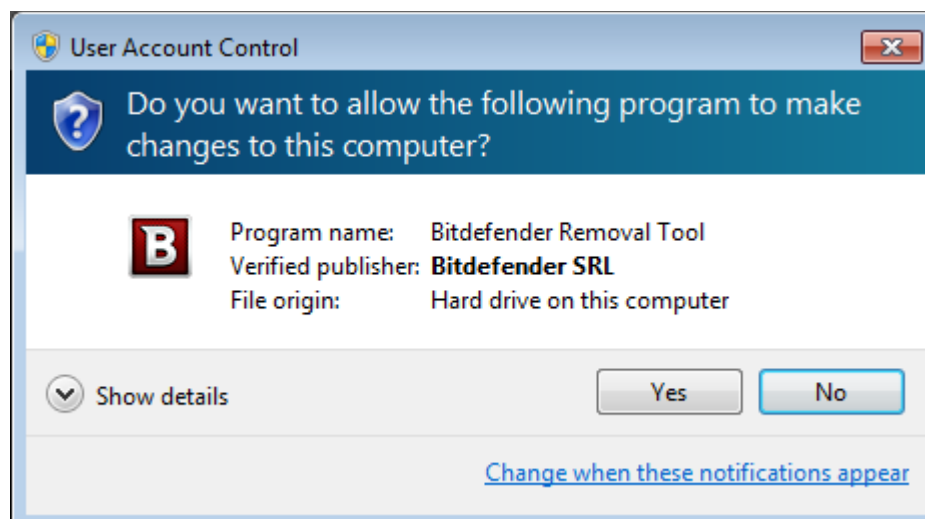 User Account Control
Do you want to allow the following program to make
changes to this computer?
B
Program name: Bitdefender Removal Tool
Verified publisher: Bitdefender SRL
File origin: Hard drive on this computer
Show details
Yes
No
Change when these notifications appear